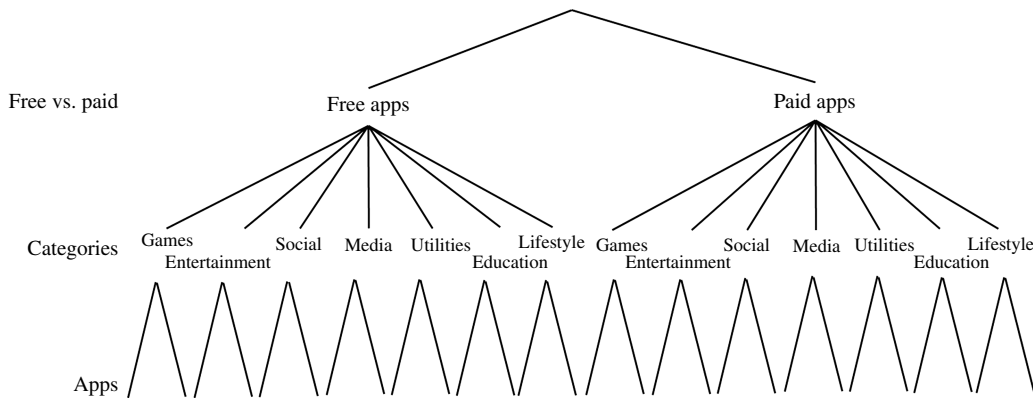 Free vs. paid
Free apps
Paid apps
Categories
Games
Entertainment
Social
Media
Utilities
Education
Lifestyle
Games
Entertainment
Social
Media
Utilities
Education
Lifestyle
Apps